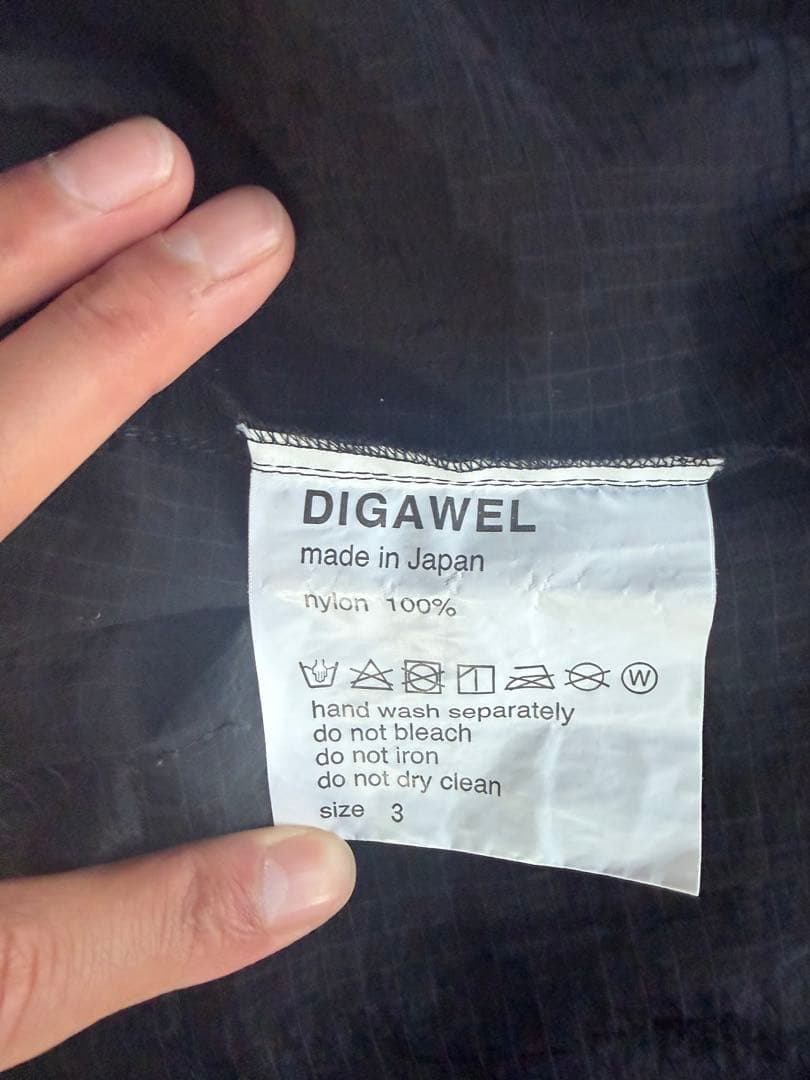 DIGAWEL
made in Japan
nylon 100%
W
hand wash separately
do not bleach
do not iron
do not dry clean
size 3